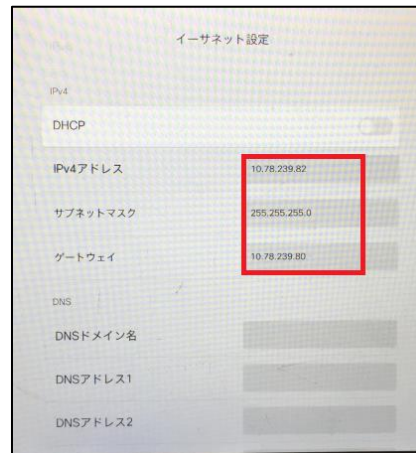 イーサネット設定
IPv4
DHCP
IPv4アドレス 10.78.239.82
サブネットマスク 255.255.255.0
ゲートウェイ 10.78.239.80
DNS
DNSドメイン名
DNSアドレス1
DNSアドレス2